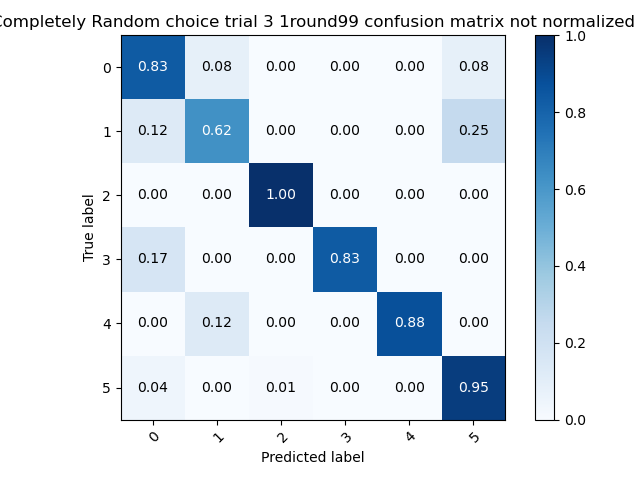 Completely Random choice trial 3 1round99 confusion matrix not normalized
0 0.83 0.08 0.00 0.00 0.00 0.08
1 0.12 0.62 0.00 0.00 0.00 0.25
2 0.00 0.00 1.00 0.00 0.00 0.00
3 0.17 0.00 0.00 0.83 0.00 0.00
4 0.00 0.12 0.00 0.00 0.88 0.00
5 0.04 0.00 0.01 0.00 0.00 0.95
0 1 2 3 4 5
True label
Predicted label
1.0
0.8
0.6
0.4
0.2
0.0